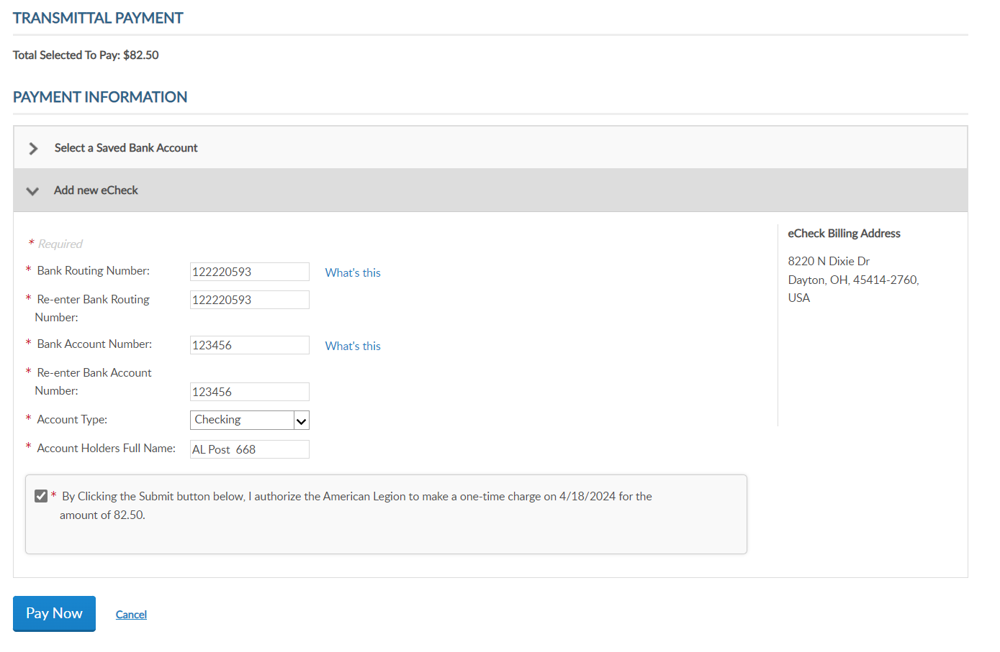 TRANSMITTAL PAYMENT
Total Selected To Pay: $82.50
PAYMENT INFORMATION
Select a Saved Bank Account
Add new eCheck
* Required
* Bank Routing Number: 122220593 What's this
* Re-enter Bank Routing 122220593
Number:
* Bank Account Number: 123456 What's this
* Re-enter Bank Account
Number: 123456
* Account Type: Checking
* Account Holders Full Name: AL Post  668
* By Clicking the Submit button below, I authorize the American Legion to make a one-time charge on 4/18/2024 for the
amount of 82.50.
eCheck Billing Address
8220 N Dixie Dr
Dayton, OH, 45414-2760,
USA
Pay Now Cancel